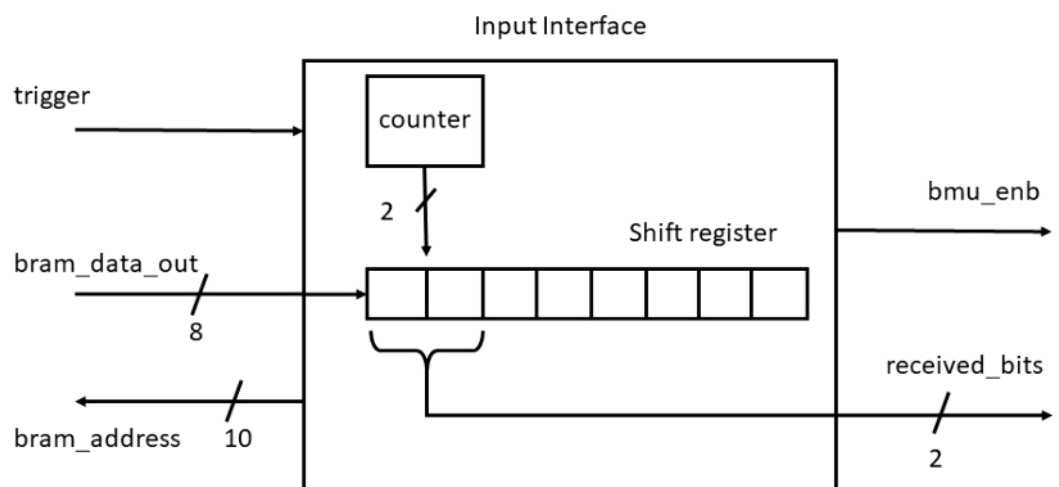 Input Interface
trigger
counter
2
bmu_enb
Shift register
bram_data_out
8
received_bits
bram_address
10
2